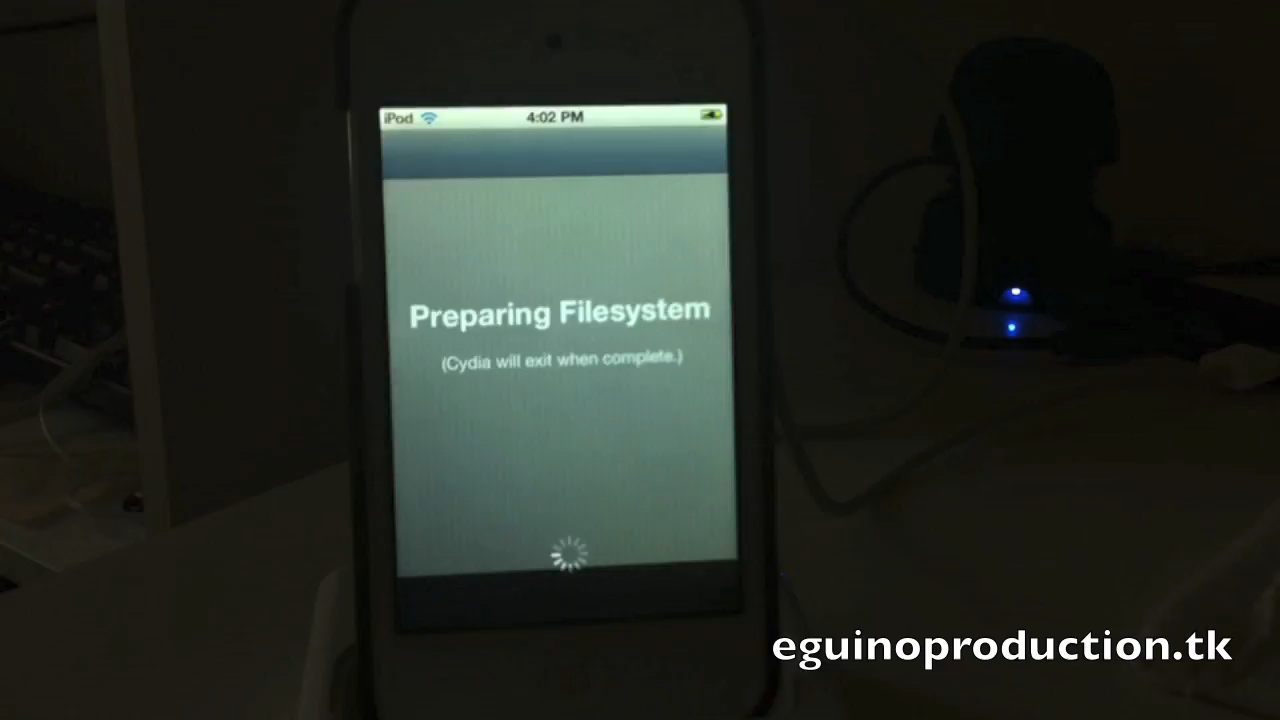 iPod 4:02 PM
Preparing Filesystem
(Cydia will exit when complete.)
eguinoproduction.tk